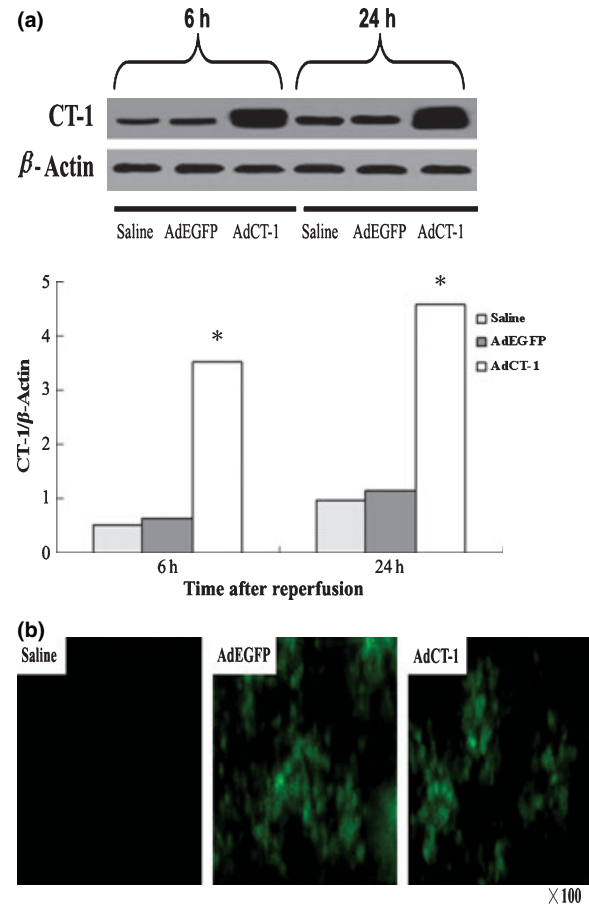 (a)
6 h 24 h
CT-1
β-Actin
Saline AdEGFP AdCT-1 Saline AdEGFP AdCT-1
5
4
3
2
1
0
CT-1/β-Actin
* *
Saline
AdEGFP
AdCT-1
6 h 24 h
Time after reperfusion
(b)
Saline AdEGFP AdCT-1
×100